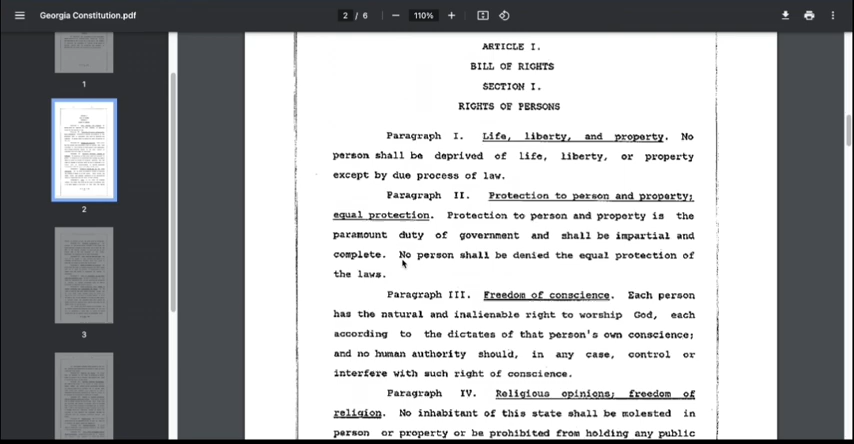 Georgia Constitution.pdf
2 / 6
110%
1
2
3
ARTICLE I.
BILL OF RIGHTS
SECTION I.
RIGHTS OF PERSONS
Paragraph I. Life, liberty, and property. No
person shall be deprived of life, liberty, or property
except by due process of law.
Paragraph II. Protection to person and property;
equal protection. Protection to person and property is the
paramount duty of government and shall be impartial and
complete. No person shall be denied the equal protection of
the laws.
Paragraph III. Freedom of conscience. Each person
has the natural and inalienable right to worship God, each
according to the dictates of that person's own conscience;
and no human authority should, in any case, control or
interfere with such right of conscience.
Paragraph IV. Religious opinions; freedom of
religion. No inhabitant of this state shall be molested in
person or property or be prohibited from holding any public